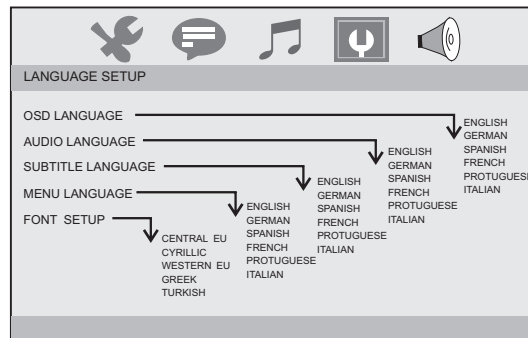 LANGUAGE SETUP
OSD LANGUAGE
AUDIO LANGUAGE
SUBTITLE LANGUAGE
MENU LANGUAGE
FONT SETUP
ENGLISH
GERMAN
SPANISH
FRENCH
PROTUGUESE
ITALIAN
ENGLISH
GERMAN
SPANISH
FRENCH
PROTUGUESE
ITALIAN
ENGLISH
GERMAN
SPANISH
FRENCH
PROTUGUESE
ITALIAN
ENGLISH
GERMAN
SPANISH
FRENCH
PROTUGUESE
ITALIAN
CENTRAL EU
CYRILLIC
WESTERN EU
GREEK
TURKISH